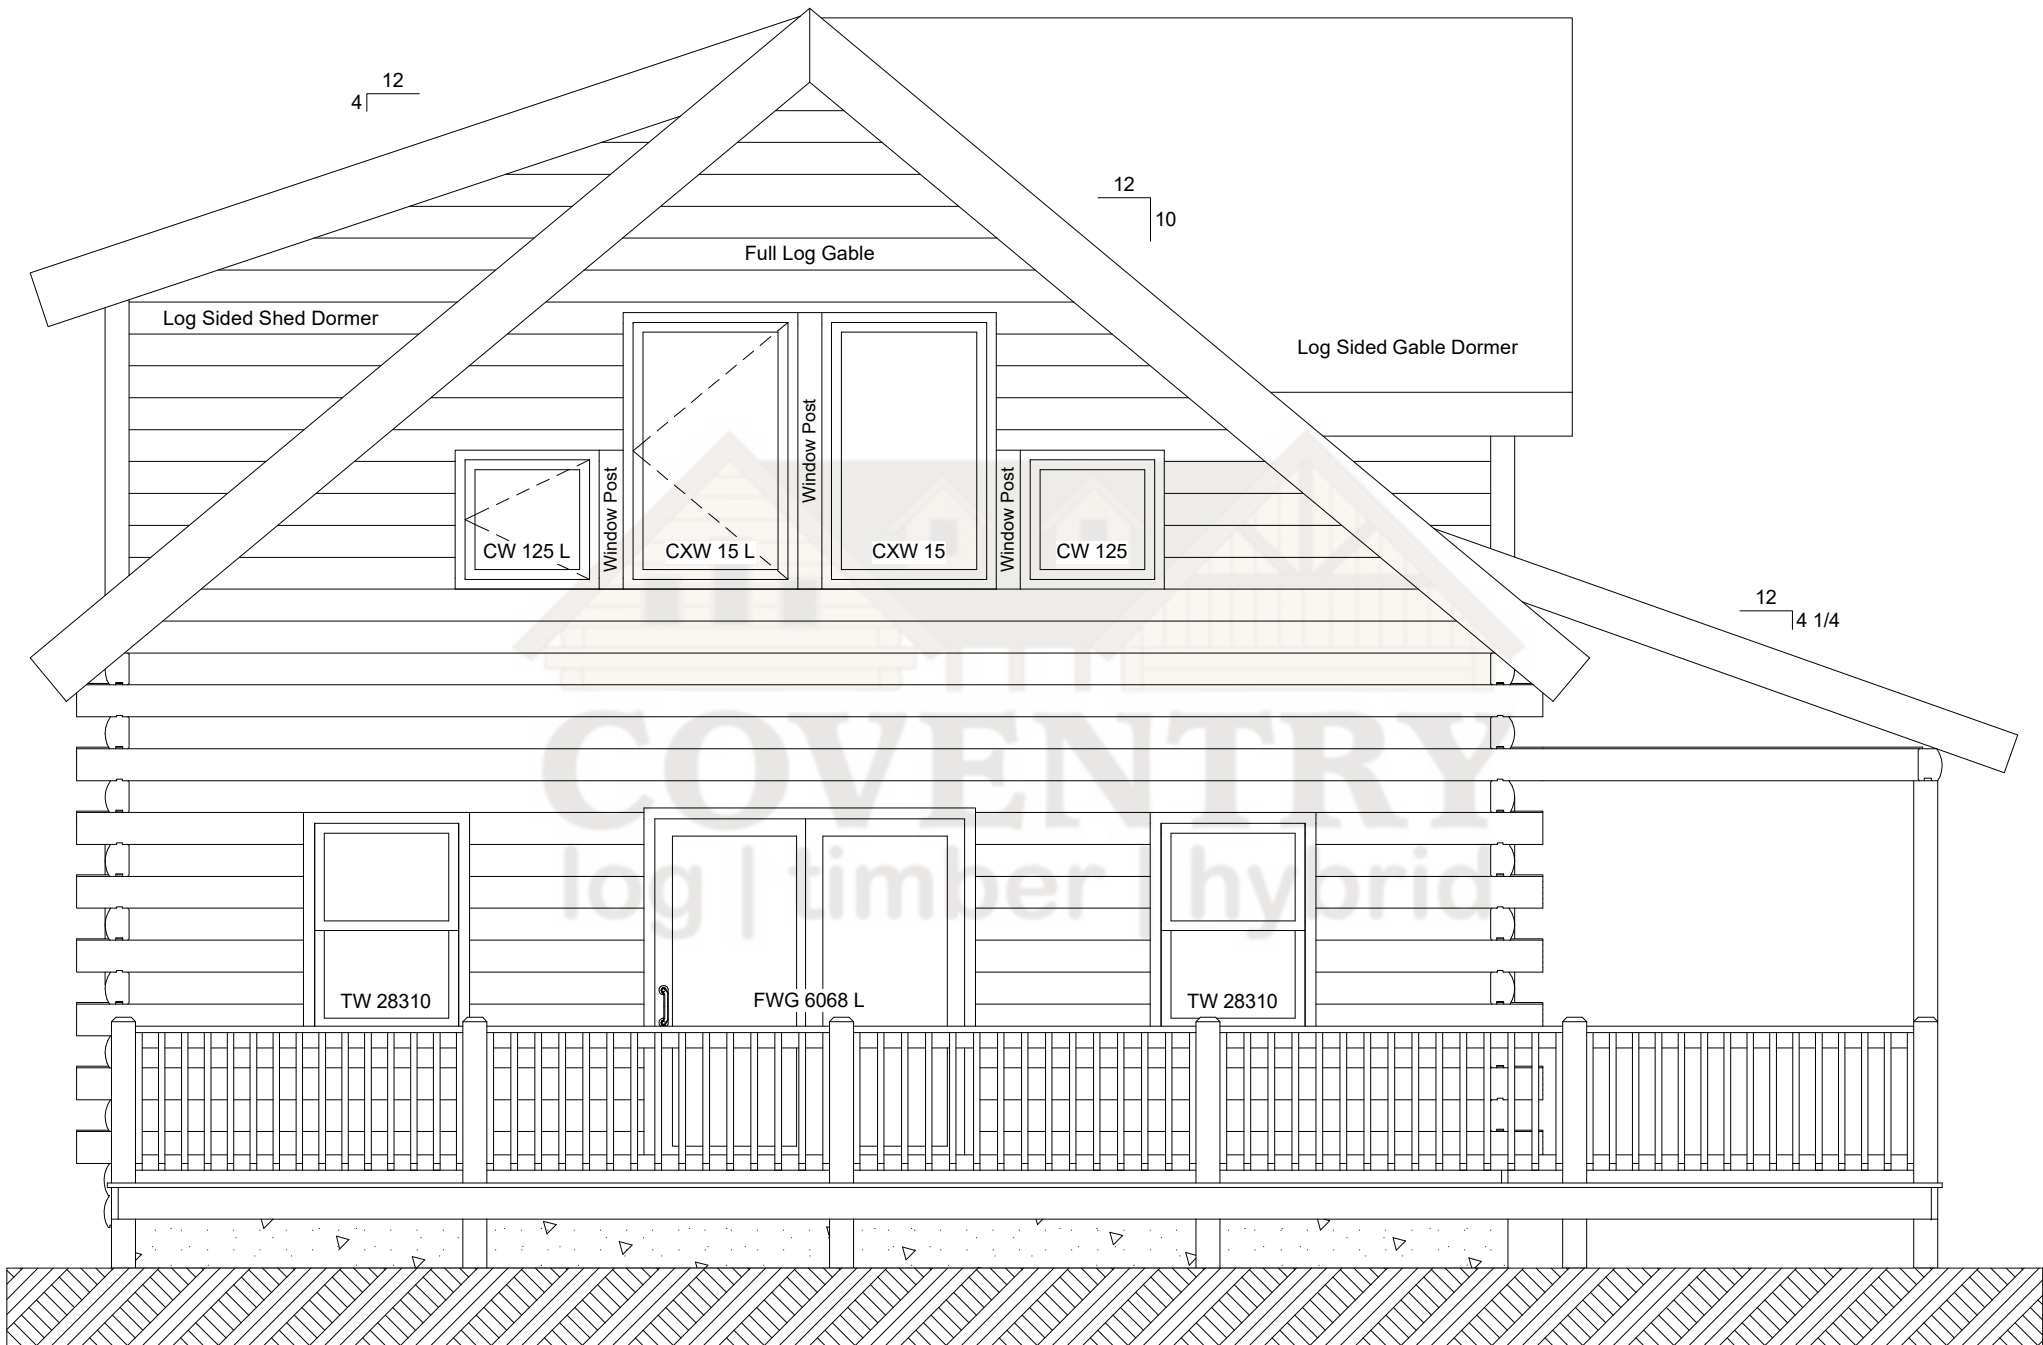 12
4
12
10
Full Log Gable
Log Sided Shed Dormer
Log Sided Gable Dormer
Window Post
Window Post
Window Post
CW 125 L
CXW 15 L
CXW 15
CW 125
12
4 1/4
COVENTRY
log | timber | hybrid
TW 28310
FWG 6068 L
TW 28310